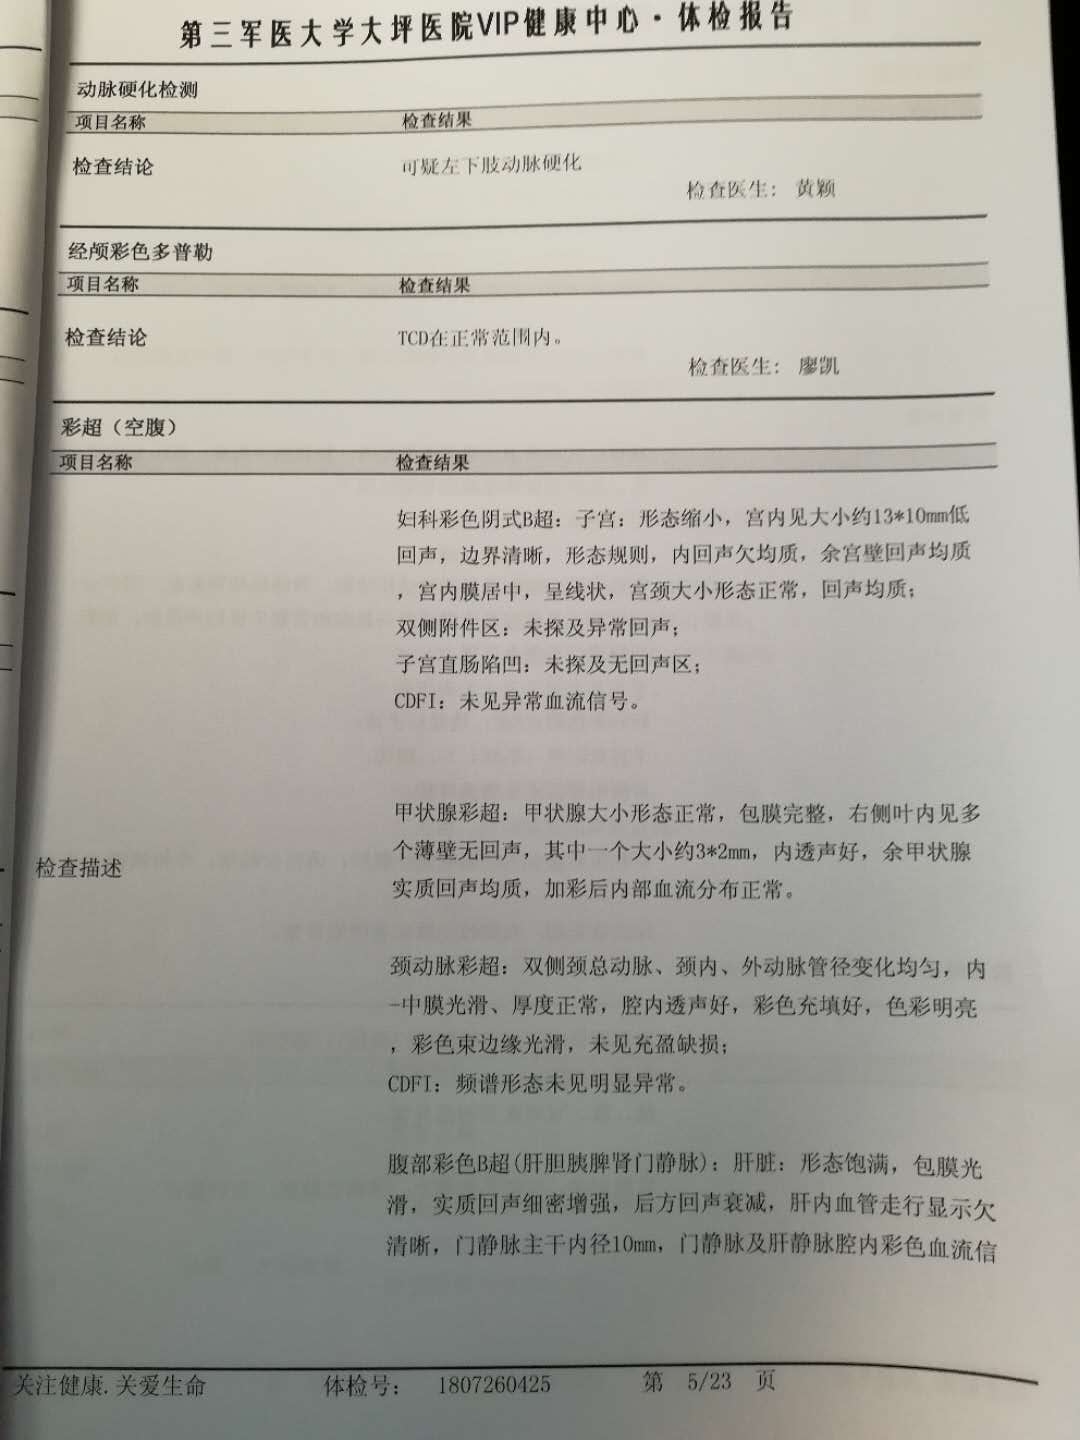 第三军医大学大坪医院VIP健康中心·体检报告
动脉硬化检测
项目名称 检查结果
检查结论 可疑左下肢动脉硬化
检查医生: 黄颖
经颅彩色多普勒
项目名称 检查结果
检查结论 TCD在正常范围内。
检查医生: 廖凯
彩超（空腹）
项目名称 检查结果
妇科彩色阴式B超: 子宫: 形态缩小, 宫内见大小约13*10mm低
回声, 边界清晰, 形态规则, 内回声欠均质, 余宫壁回声均质
, 宫内膜居中, 呈线状, 宫颈大小形态正常, 回声均质;
双侧附件区: 未探及异常回声;
子宫直肠陷凹: 未探及无回声区;
CDFI: 未见异常血流信号。
甲状腺彩超: 甲状腺大小形态正常, 包膜完整, 右侧叶内见多
个薄壁无回声, 其中一个大小约3*2mm, 内透声好, 余甲状腺
检查描述
实质回声均质, 加彩后内部血流分布正常。
颈动脉彩超: 双侧颈总动脉、颈内、外动脉管径变化均匀, 内
-中膜光滑、厚度正常, 腔内透声好, 彩色充填好, 色彩明亮
, 彩色束边缘光滑, 未见充盈缺损;
CDFI: 频谱形态未见明显异常。
腹部彩色B超(肝胆胰脾肾门静脉): 肝脏: 形态饱满, 包膜光
滑, 实质回声细密增强, 后方回声衰减, 肝内血管走行显示欠
清晰, 门静脉主干内径10mm, 门静脉及肝静脉腔内彩色血流信
关注健康.关爱生命 体检号: 1807260425 第 5/23 页